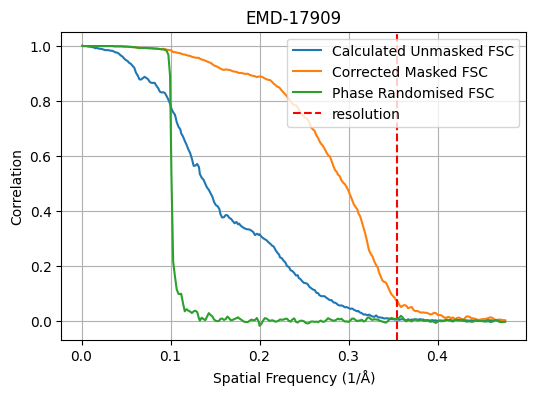 EMD-17909
Calculated Unmasked FSC
Corrected Masked FSC
Phase Randomised FSC
resolution
Correlation
1.0
0.8
0.6
0.4
0.2
0.0
0.0 0.1 0.2 0.3 0.4
Spatial Frequency (1/Å)